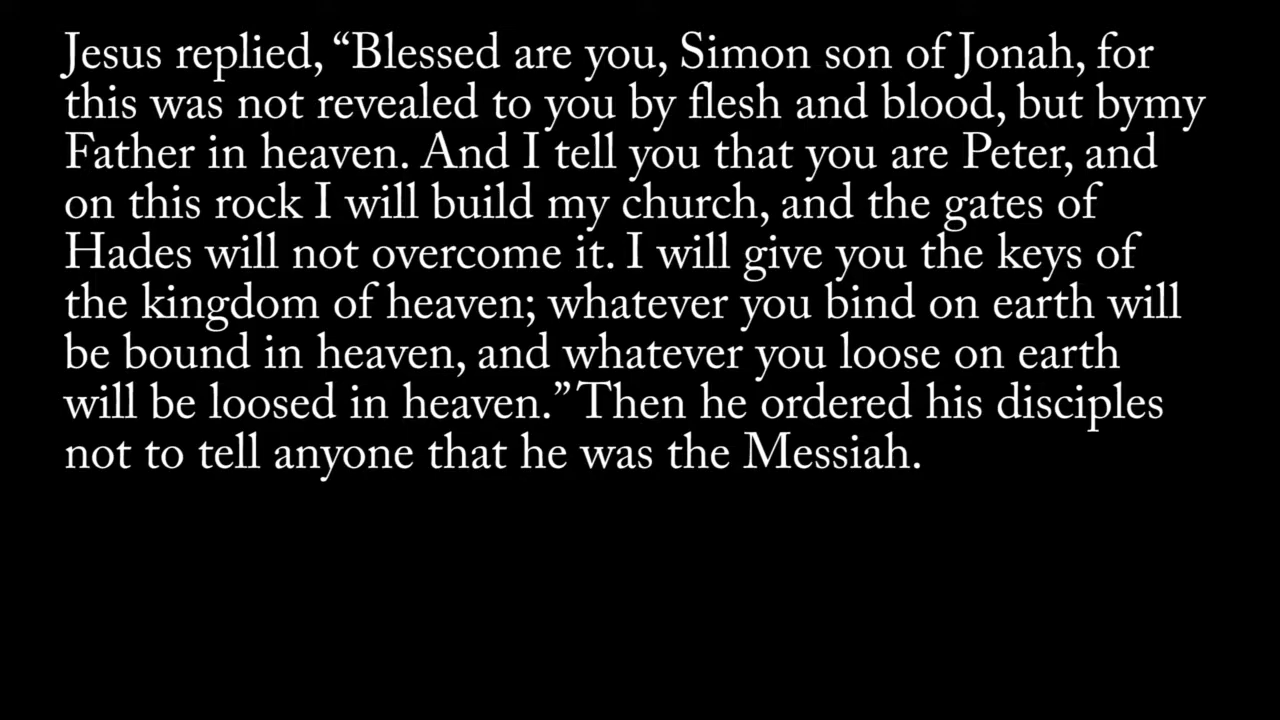 Jesus replied, “Blessed are you, Simon son of Jonah, for
this was not revealed to you by flesh and blood, but bymy
Father in heaven. And I tell you that you are Peter, and
on this rock I will build my church, and the gates of
Hades will not overcome it. I will give you the keys of
the kingdom of heaven; whatever you bind on earth will
be bound in heaven, and whatever you loose on earth
will be loosed in heaven.” Then he ordered his disciples
not to tell anyone that he was the Messiah.